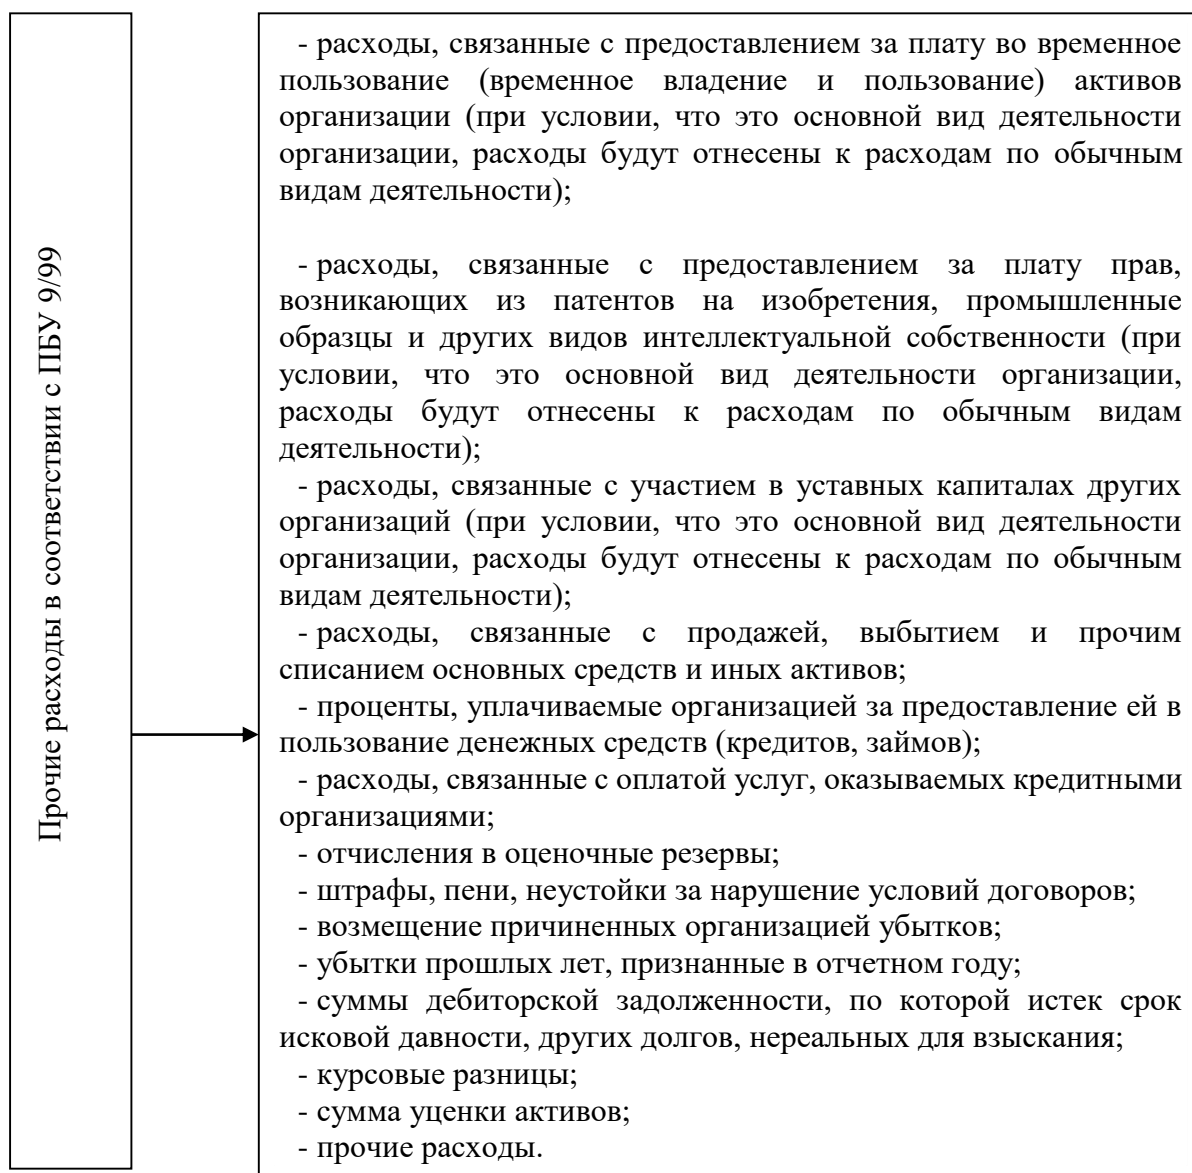 Прочие расходы в соответствии с ПБУ 9/99
- расходы, связанные с предоставлением за плату во временное
пользование (временное владение и пользование) активов
организации (при условии, что это основной вид деятельности
организации, расходы будут отнесены к расходам по обычным
видам деятельности);
- расходы, связанные с предоставлением за плату прав,
возникающих из патентов на изобретения, промышленные
образцы и других видов интеллектуальной собственности (при
условии, что это основной вид деятельности организации,
расходы будут отнесены к расходам по обычным видам
деятельности);
- расходы, связанные с участием в уставных капиталах других
организаций (при условии, что это основной вид деятельности
организации, расходы будут отнесены к расходам по обычным
видам деятельности);
- расходы, связанные с продажей, выбытием и прочим
списанием основных средств и иных активов;
- проценты, уплачиваемые организацией за предоставление ей в
пользование денежных средств (кредитов, займов);
- расходы, связанные с оплатой услуг, оказываемых кредитными
организациями;
- отчисления в оценочные резервы;
- штрафы, пени, неустойки за нарушение условий договоров;
- возмещение причиненных организацией убытков;
- убытки прошлых лет, признанные в отчетном году;
- суммы дебиторской задолженности, по которой истек срок
исковой давности, других долгов, нереальных для взыскания;
- курсовые разницы;
- сумма уценки активов;
- прочие расходы.